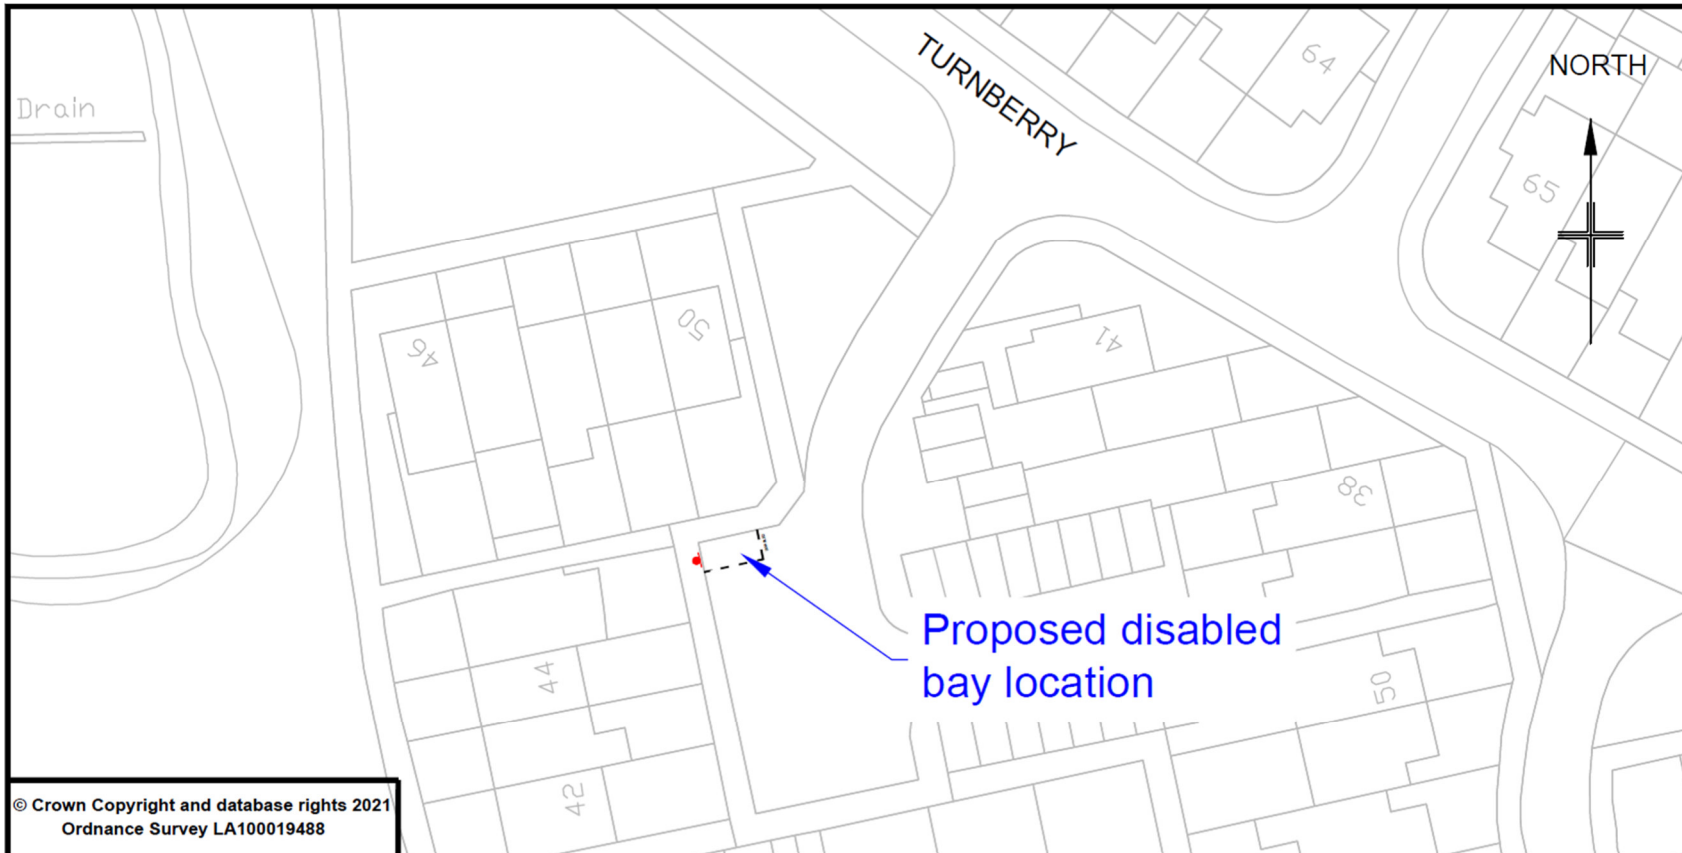 TURNBERRY
64
NORTH
Drain
65
50
46
41
38
Proposed disabled
bay location
44
50
42
© Crown Copyright and database rights 2021
Ordnance Survey LA100019488